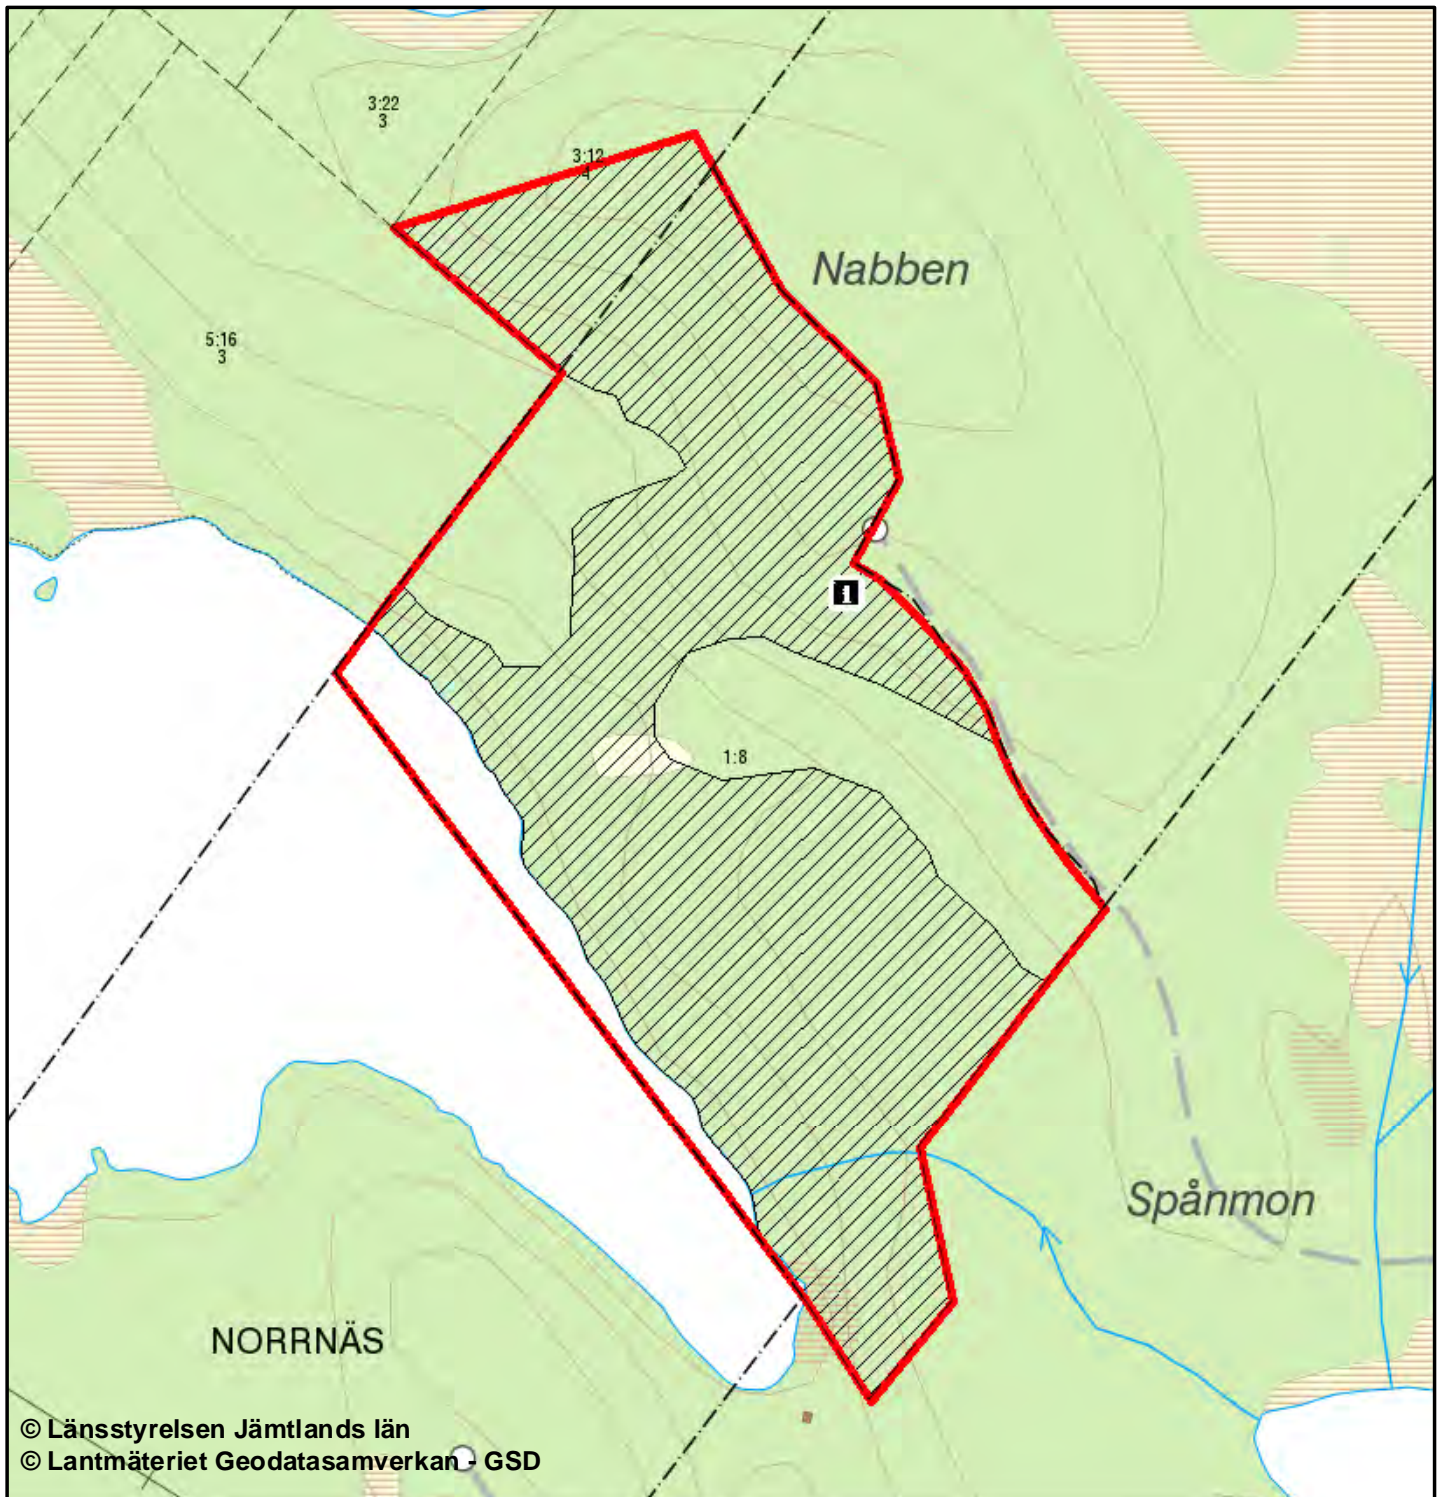 3:22
3
3:12
4
Nabben
5:16
3
i
1:8
Spånmon
NORRNÄS
© Länsstyrelsen Jämtlands län
© Lantmäteriet Geodatasamverkan - GSD